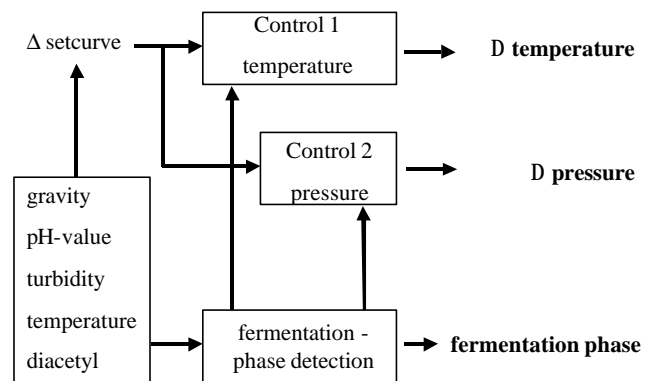 Δ setcurve
Control 1
temperature
D temperature
Control 2
pressure
D pressure
gravity
pH-value
turbidity
temperature
diacetyl
fermentation -
phase detection
fermentation phase